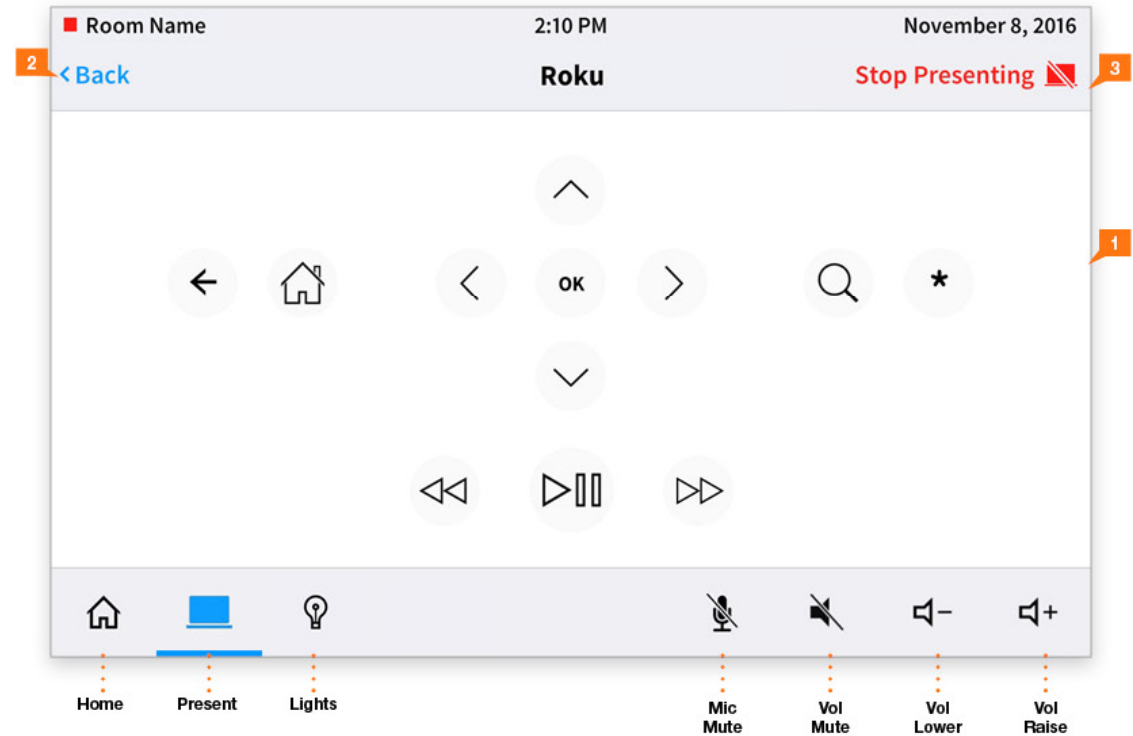 Room Name 2:10 PM November 8, 2016
2 < Back Roku Stop Presenting 3
1
OK
*
Home Present Lights Mic Mute Vol Mute Vol Lower Vol Raise